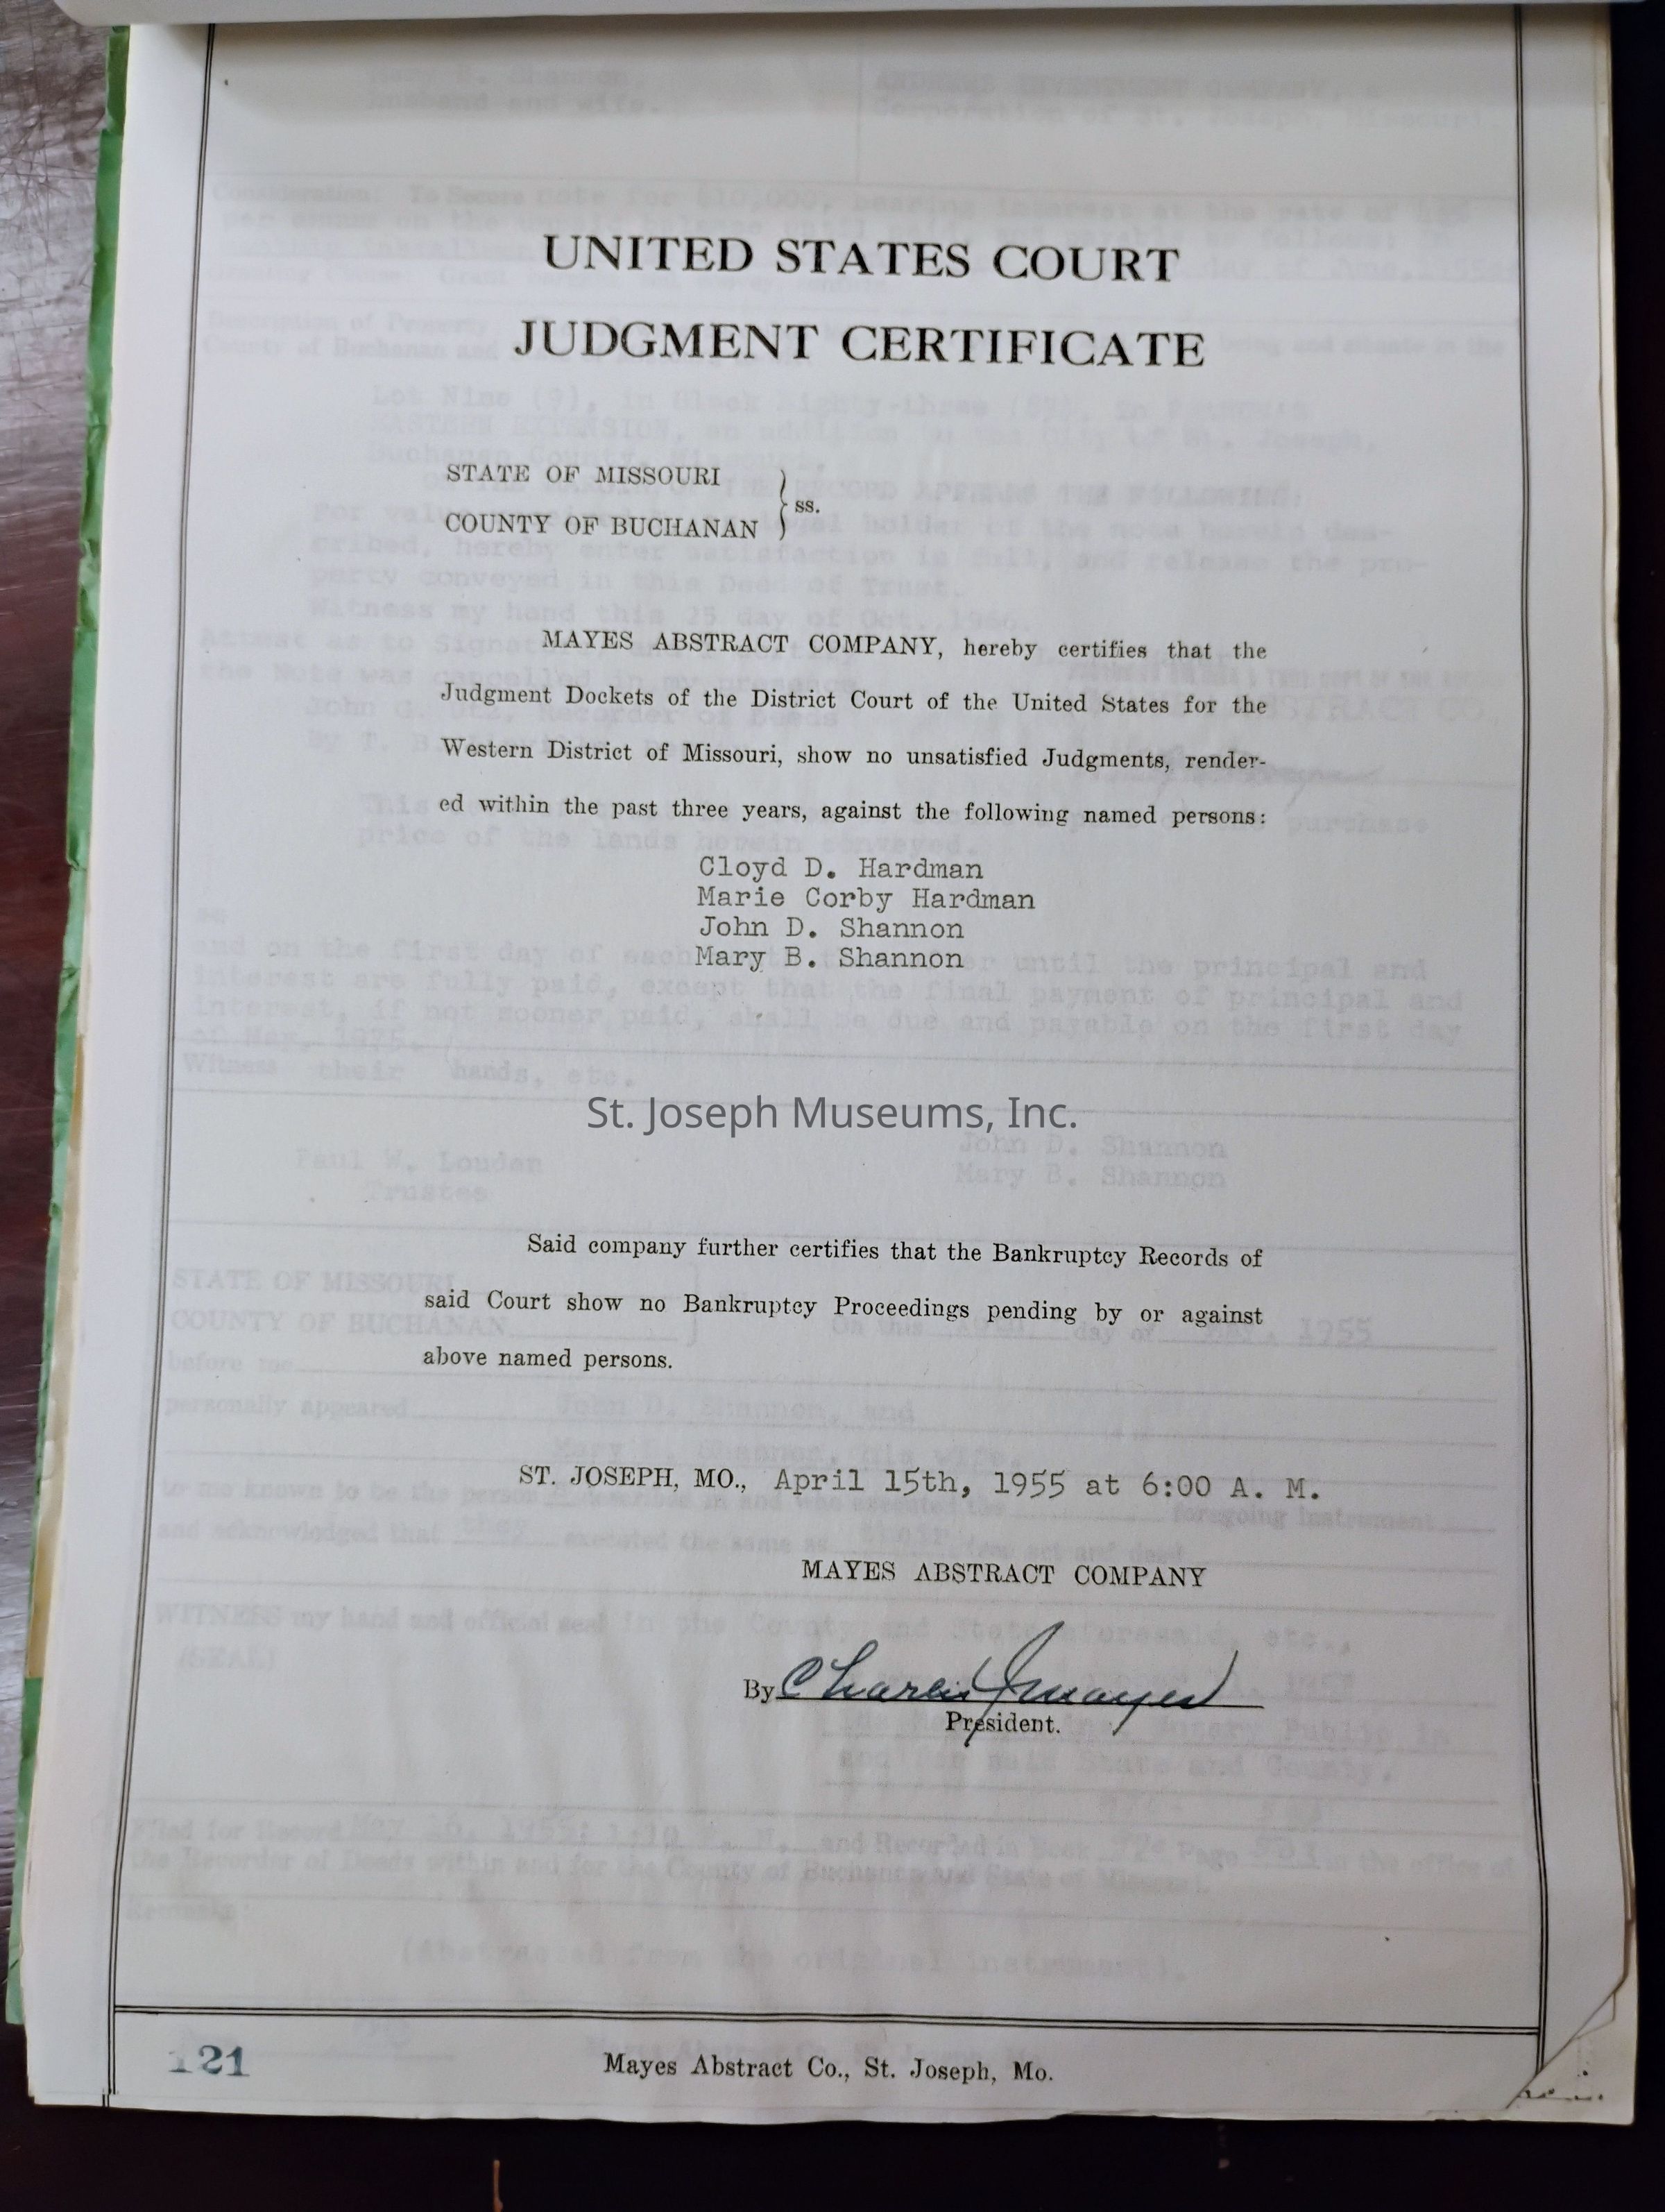 UNITED STATES COURT
JUDGMENT CERTIFICATE
STATE OF MISSOURI
COUNTY OF BUCHANAN
ss.
MAYES ABSTRACT COMPANY, hereby certifies that the
Judgment Dockets of the District Court of the United States for the
Western District of Missouri, show no unsatisfied Judgments, render-
ed within the past three years, against the following named persons:
Cloyd D. Hardman
Marie Corby Hardman
John D. Shannon
Mary B. Shannon
St. Joseph Museums, Inc.
Said company further certifies that the Bankruptcy Records of
said Court show no Bankruptcy Proceedings pending by or against
above named persons.
ST. JOSEPH, MO., April 15th, 1955 at 6:00 A. M.
MAYES ABSTRACT COMPANY
By
President.
121
Mayes Abstract Co., St. Joseph, Mo.